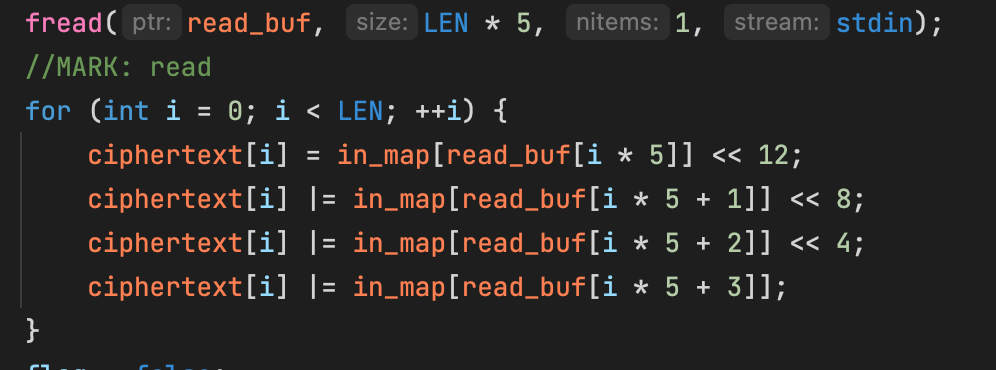 fread( ptr: read_buf, size: LEN * 5, nitems: 1, stream: stdin);
//MARK: read
for (int i = 0; i < LEN; ++i) {
    ciphertext[i] = in_map[read_buf[i * 5]] << 12;
    ciphertext[i] |= in_map[read_buf[i * 5 + 1]] << 8;
    ciphertext[i] |= in_map[read_buf[i * 5 + 2]] << 4;
    ciphertext[i] |= in_map[read_buf[i * 5 + 3]];
}